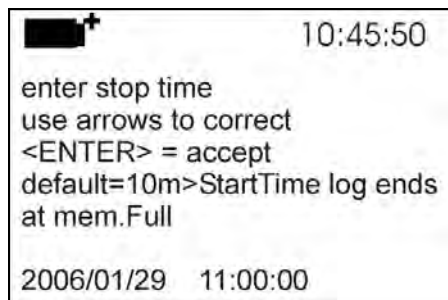 10:45:50
enter stop time
use arrows to correct
<ENTER> = accept
default=10m>StartTime log ends
at mem.Full
2006/01/29 11:00:00